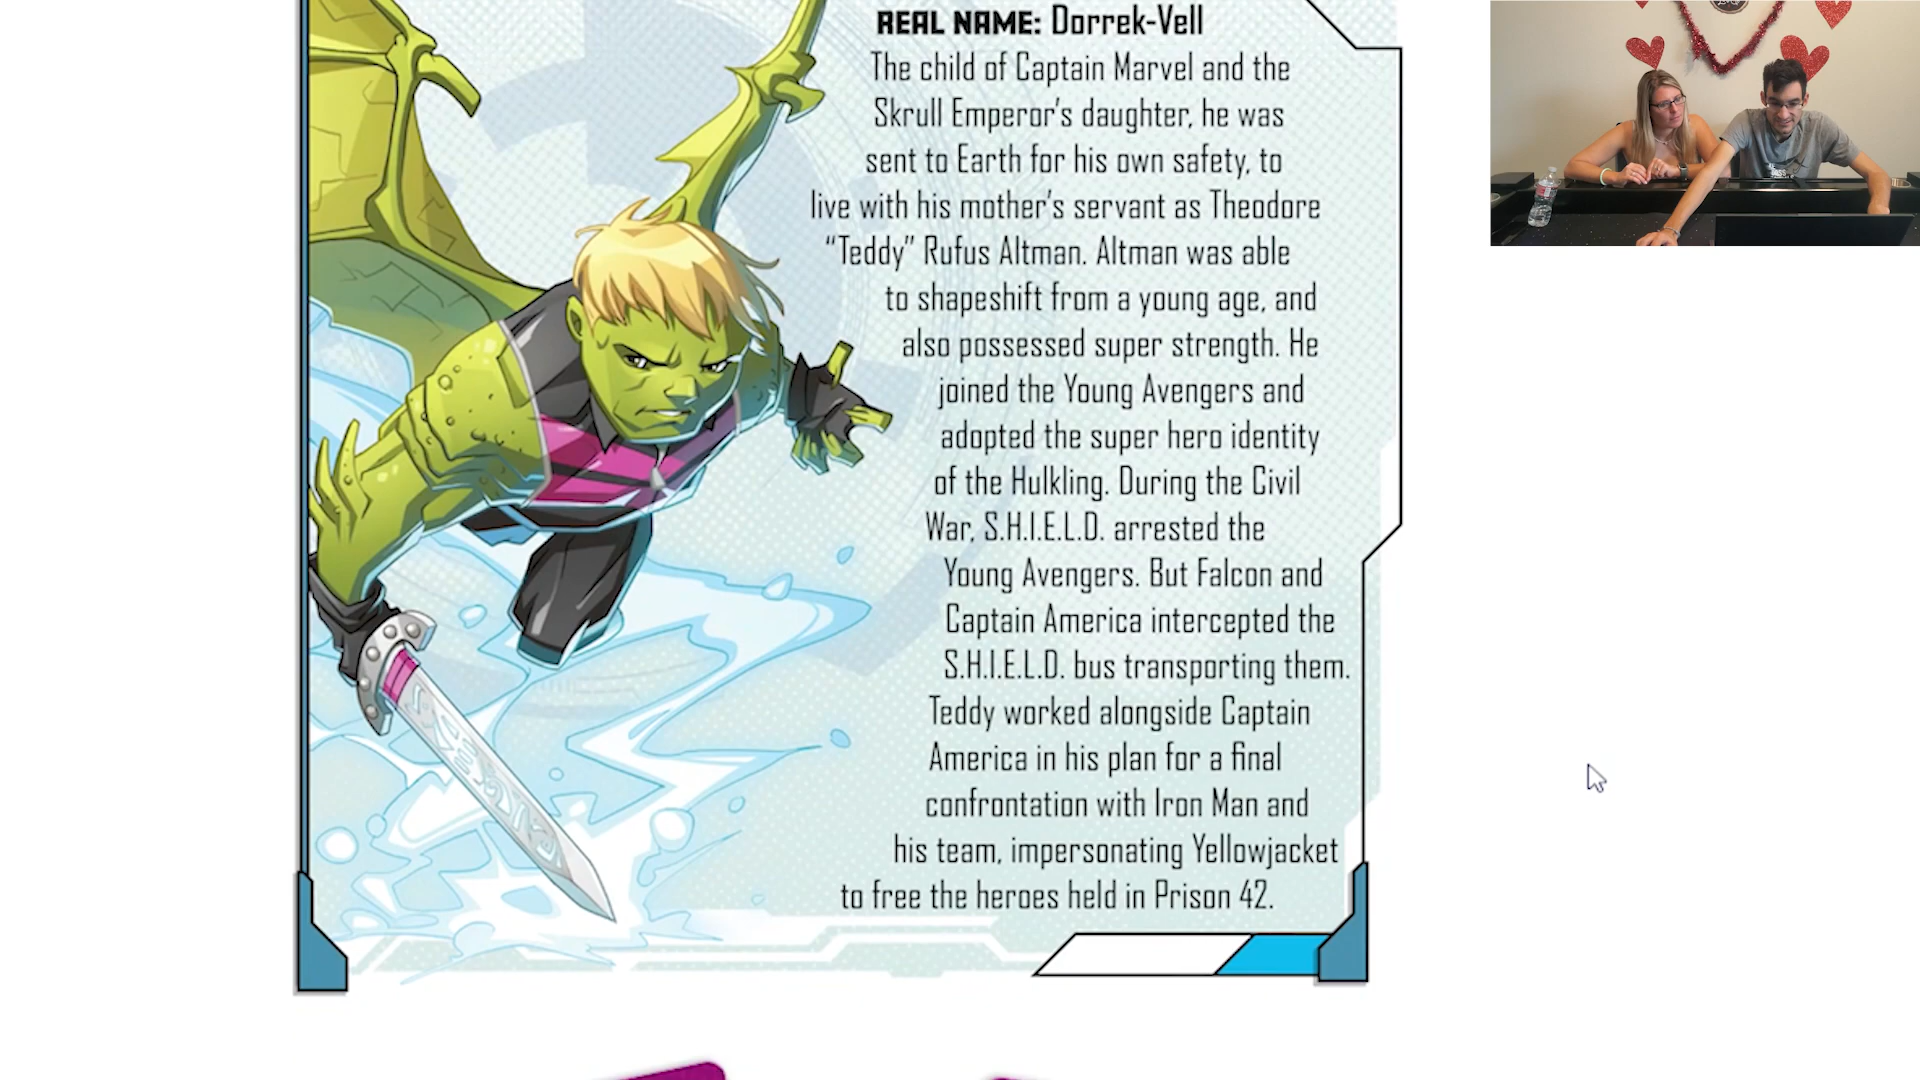 REAL NAME: Dorrek-Vell
The child of Captain Marvel and the
Skrull Emperor's daughter, he was
sent to Earth for his own safety, to
live with his mother's servant as Theodore
“Teddy” Rufus Altman. Altman was able
to shapeshift from a young age, and
also possessed super strength. He
joined the Young Avengers and
adopted the super hero identity
of the Hulkling. During the Civil
War, S.H.I.E.L.D. arrested the
Young Avengers. But Falcon and
Captain America intercepted the
S.H.I.E.L.D. bus transporting them.
Teddy worked alongside Captain
America in his plan for a final
confrontation with Iron Man and
his team, impersonating Yellowjacket
to free the heroes held in Prison 42.